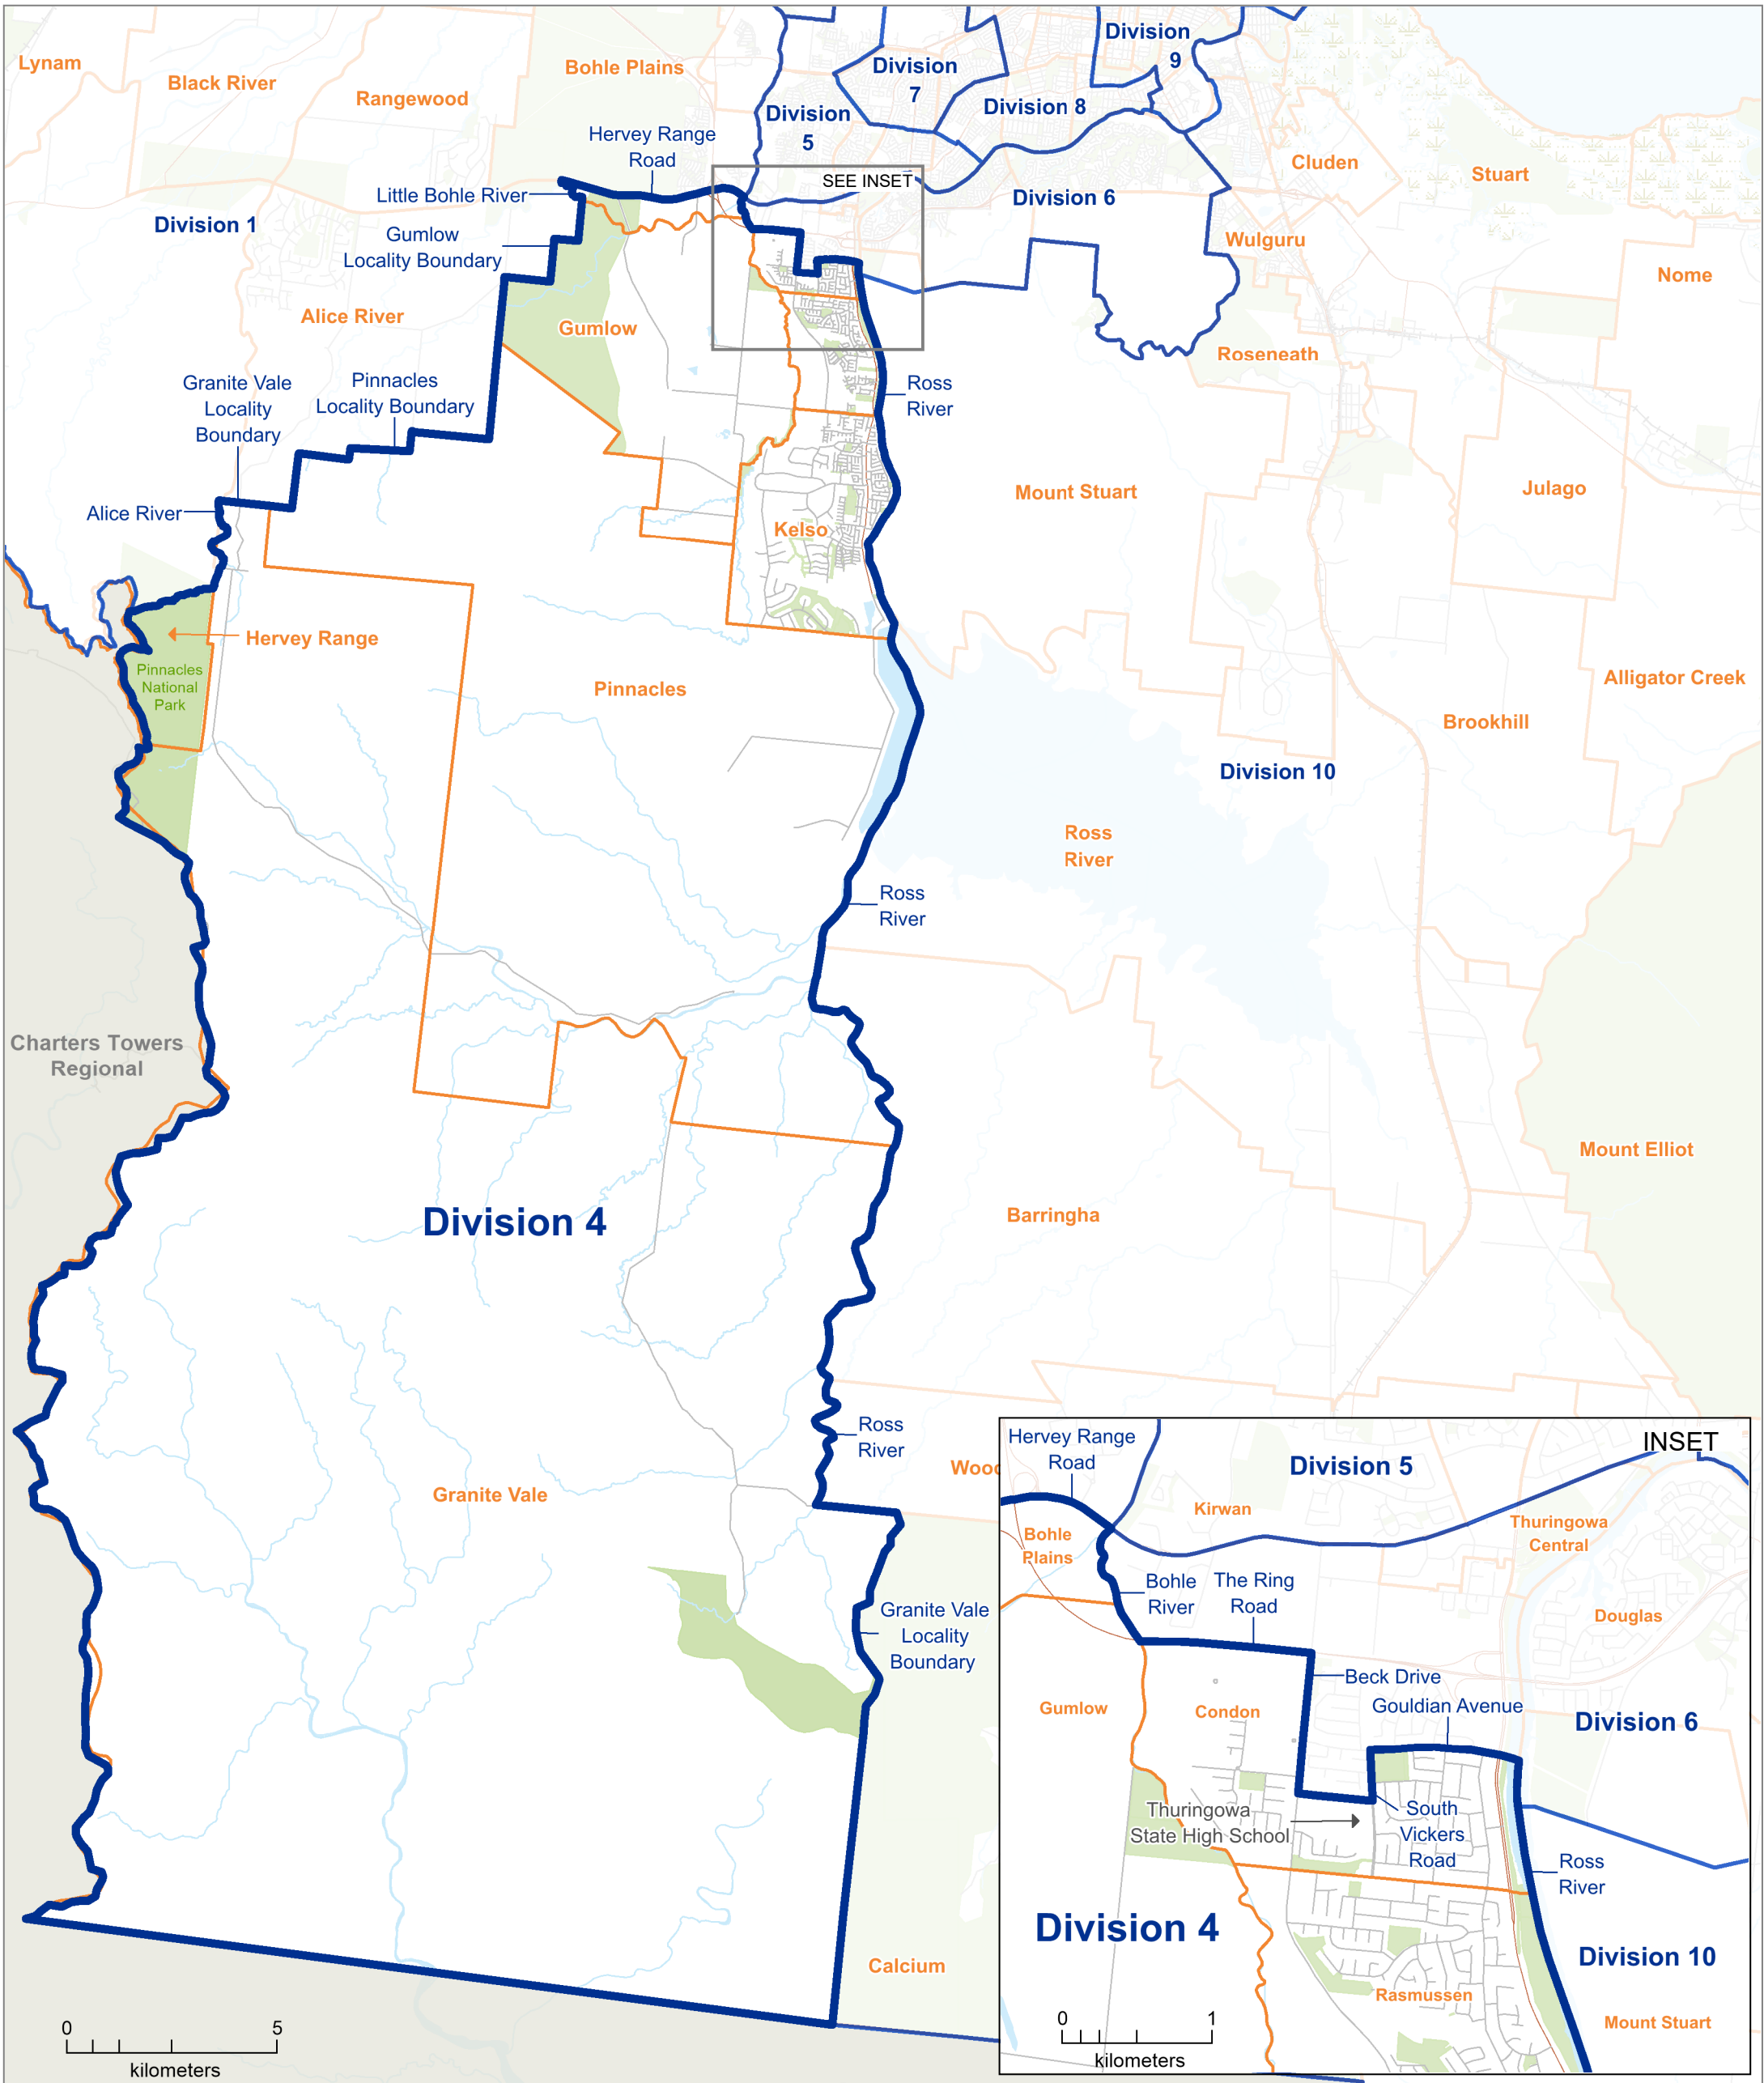 Division
9
Lynam
Black River
Rangewood
Bohle Plains
Division
7
Division 8
Division
5
Hervey Range
Road
Cluden
Stuart
SEE INSET
Little Bohle River
Division 6
Division 1
Gumlow
Locality Boundary
Wulguru
Nome
Alice River
Gumlow
Roseneath
Granite Vale
Locality
Boundary
Pinnacles
Locality Boundary
Ross
River
Mount Stuart
Julago
Alice River
Kelso
Hervey Range
Pinnacles
National
Park
Pinnacles
Alligator Creek
Brookhill
Division 10
Ross
River
Ross
River
Charters Towers
Regional
Mount Elliot
Division 4
Barringha
Ross
River
Granite Vale
Wood
Granite Vale
Locality
Boundary
Calcium
0 5
kilometers
INSET
Hervey Range
Road
Division 5
Kirwan
Bohle
Plains
Thuringowa
Central
Bohle
River
The Ring
Road
Douglas
Beck Drive
Gouldian Avenue
Gumlow
Condon
Division 6
Thuringowa
State High School
South
Vickers
Road
Ross
River
Division 4
Division 10
Rasmussen
Mount Stuart
0 1
kilometers